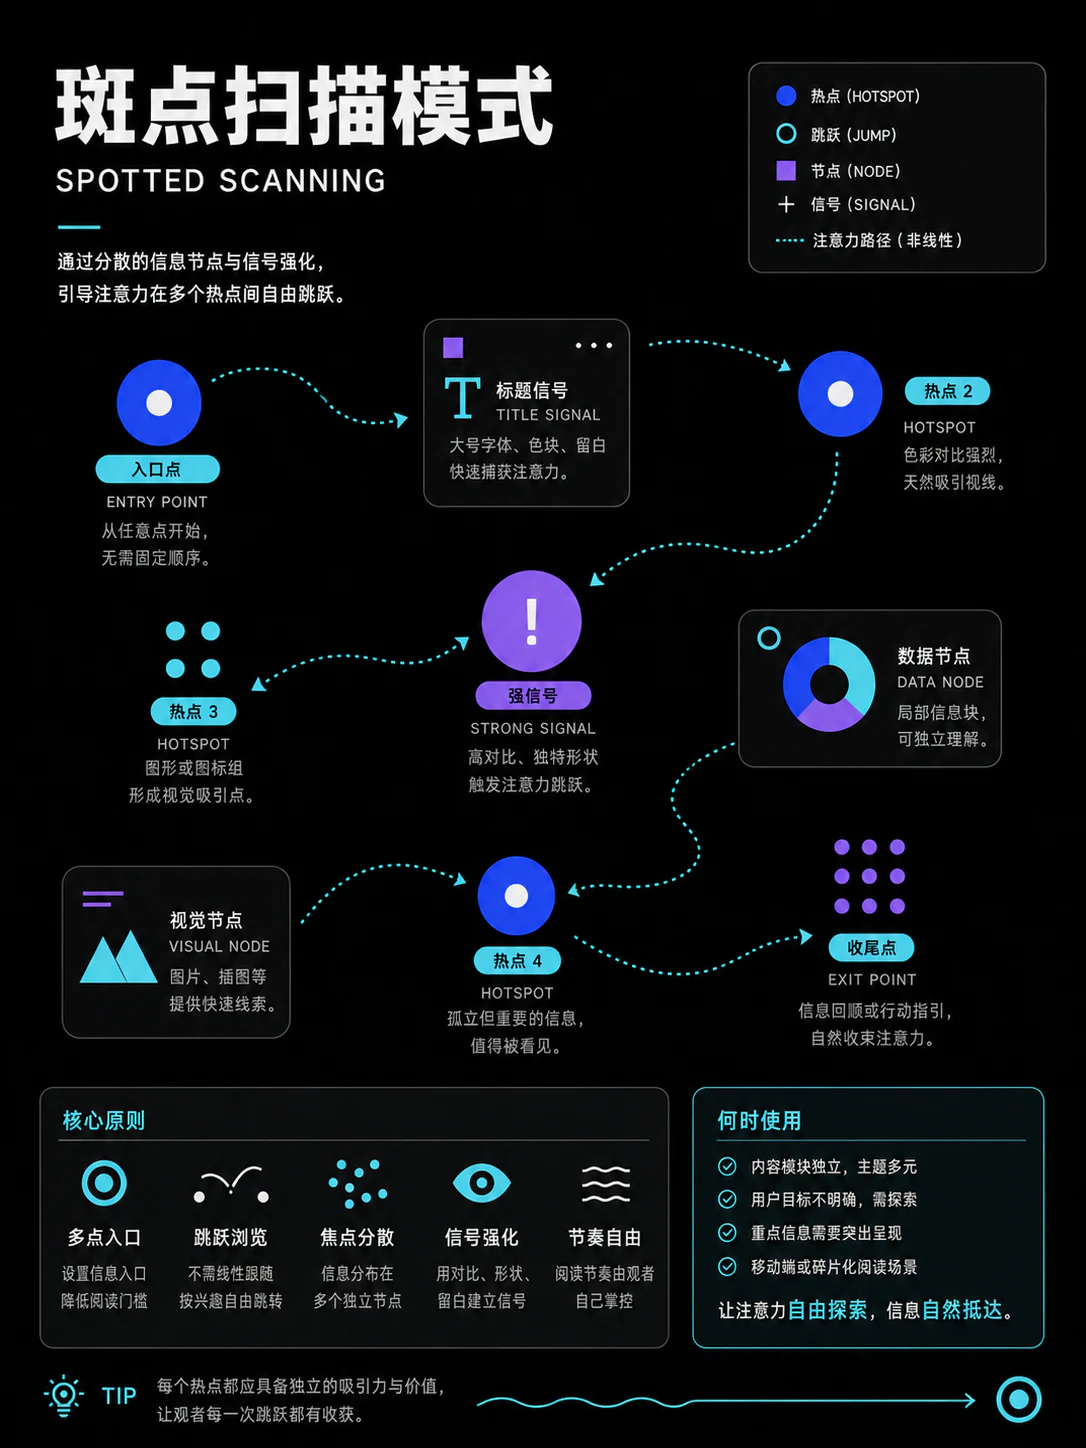 斑点扫描模式
SPOTTED SCANNING
通过分散的信息节点与信号强化，
引导注意力在多个热点间自由跳跃。
热点 (HOTSPOT)
跳跃 (JUMP)
节点 (NODE)
信号 (SIGNAL)
注意力路径 (非线性)
入口点
ENTRY POINT
从任意点开始，
无需固定顺序。
T
标题信号
TITLE SIGNAL
大号字体、色块、留白
快速捕获注意力。
热点 2
HOTSPOT
色彩对比强烈，
天然吸引视线。
热点 3
HOTSPOT
图形或图标组
形成视觉吸引点。
!
强信号
STRONG SIGNAL
高对比、独特形状
触发注意力跳跃。
数据节点
DATA NODE
局部信息块，
可独立理解。
视觉节点
VISUAL NODE
图片、插图等
提供快速线索。
热点 4
HOTSPOT
孤立但重要的信息，
值得被看见。
收尾点
EXIT POINT
信息回顺或行动指引，
自然收束注意力。
核心原则
多点入口
设置信息入口
降低阅读门槛
跳跃浏览
不需线性跟随
按兴趣自由跳转
焦点分散
信息分布在
多个独立节点
信号强化
用对比、形状、
留白建立信号
节奏自由
阅读节奏由观者
自己掌控
何时使用
内容模块独立，主题多元
用户目标不明确，需探索
重点信息需要突出呈现
移动端或碎片化阅读场景
让注意力自由探索，信息自然抵达。
TIP
每个热点都应具备独立的吸引力与价值，
让观者每一次跳跃都有收获。